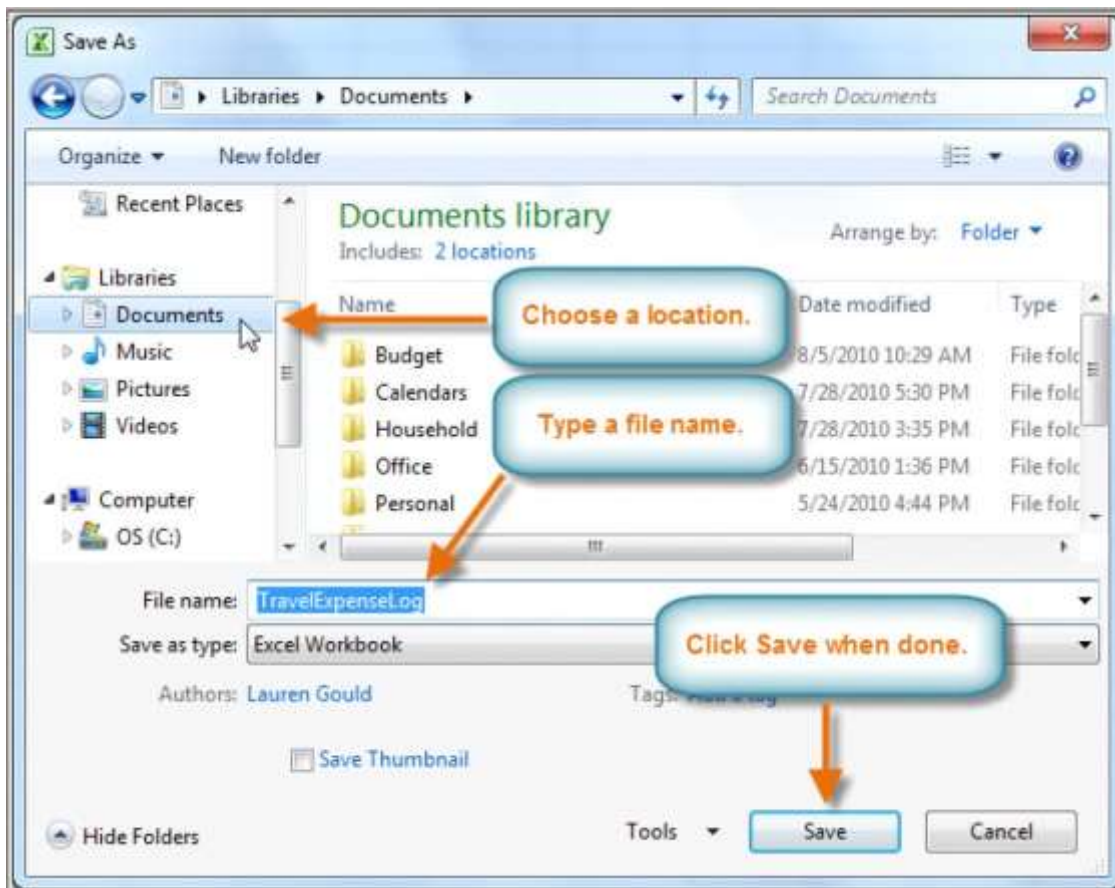 Save As
Libraries Documents
Search Documents
Organize New folder
Recent Places
Libraries
Documents
Music
Pictures
Videos
Computer
OS (C:)
Documents library
Includes: 2 locations
Arrange by: Folder
Name Date modified Type
Budget 8/5/2010 10:29 AM
Calendars 7/28/2010 5:30 PM
Household 7/28/2010 3:35 PM
Office 6/15/2010 1:36 PM
Personal 5/24/2010 4:44 PM
Choose a location.
Type a file name.
File name: TravelExpenseLog
Save as type: Excel Workbook
Click Save when done.
Authors: Lauren Gould Tags:
Save Thumbnail
Hide Folders Tools Save Cancel